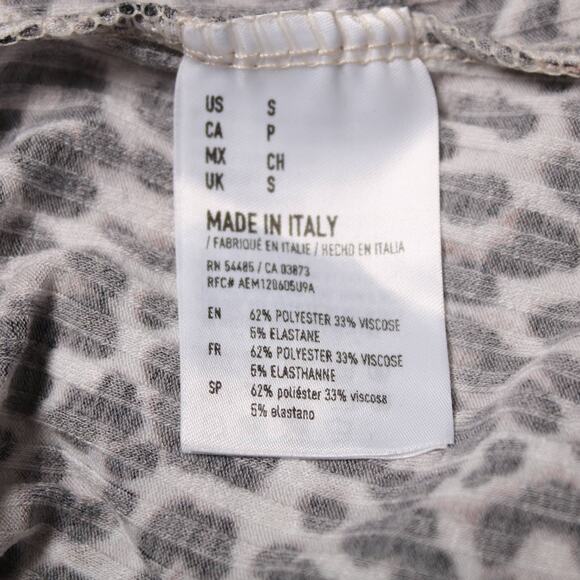 US S
CA P
MX CH
UK S
MADE IN ITALY
/ FABRIQUÉ EN ITALIE / HECHO EN ITALIA
RN 54485 / CA 03873
RFC# AEM120605U9A
EN 62% POLYESTER 33% VISCOSE
5% ELASTANE
FR 62% POLYESTER 33% VISCOSE
5% ELASTHANNE
SP 62% poliéster 33% viscosa
5% elastano